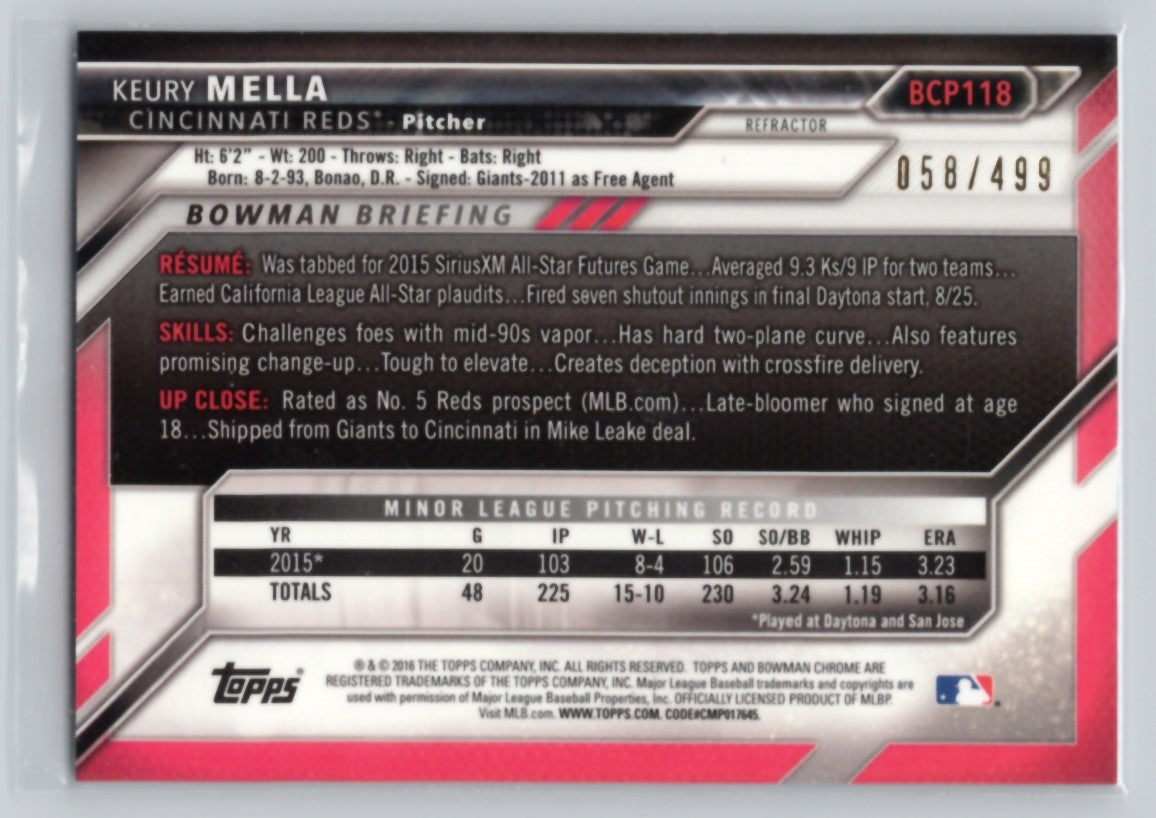 KEURY MELLA
BCP118
CINCINNATI REDS® • Pitcher
REFRACTOR
Ht: 6'2" - Wt: 200 - Throws: Right - Bats: Right
Born: 8-2-93, Bonao, D.R. - Signed: Giants-2011 as Free Agent
058/499
BOWMAN BRIEFING
RÉSUMÉ: Was tabbed for 2015 SiriusXM All-Star Futures Game...Averaged 9.3 Ks/9 IP for two teams...
Earned California League All-Star plaudits...Fired seven shutout innings in final Daytona start, 8/25.
SKILLS: Challenges foes with mid-90s vapor...Has hard two-plane curve...Also features
promising change-up...Tough to elevate...Creates deception with crossfire delivery.
UP CLOSE: Rated as No. 5 Reds prospect (MLB.com)...Late-bloomer who signed at age
18...Shipped from Giants to Cincinnati in Mike Leake deal.
MINOR LEAGUE PITCHING RECORD
YR G IP W-L SO SO/BB WHIP ERA
2015* 20 103 8-4 106 2.59 1.15 3.23
TOTALS 48 225 15-10 230 3.24 1.19 3.16
*Played at Daytona and San Jose
topps®
® & © 2016 THE TOPPS COMPANY, INC. ALL RIGHTS RESERVED. TOPPS AND BOWMAN CHROME ARE
REGISTERED TRADEMARKS OF THE TOPPS COMPANY, INC. Major League Baseball trademarks and copyrights are
used with permission of Major League Baseball Properties, Inc. OFFICIALLY LICENSED PRODUCT OF MLBP.
Visit MLB.com. WWW.TOPPS.COM. CODE#CMP017645.